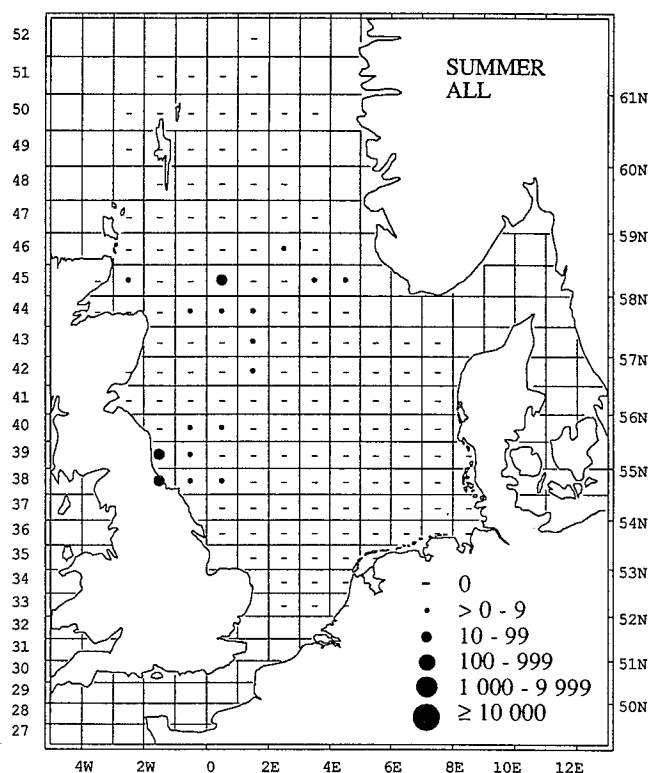 SUMMER
ALL
52
51
50
49
48
47
46
45
44
43
42
41
40
39
38
37
36
35
34
33
32
31
30
29
28
27
61N
60N
59N
58N
57N
56N
55N
54N
53N
52N
51N
50N
- 0
> 0 - 9
10 - 99
100 - 999
1 000 - 9 999
≥ 10 000
4W 2W 0 2E 4E 6E 8E 10E 12E